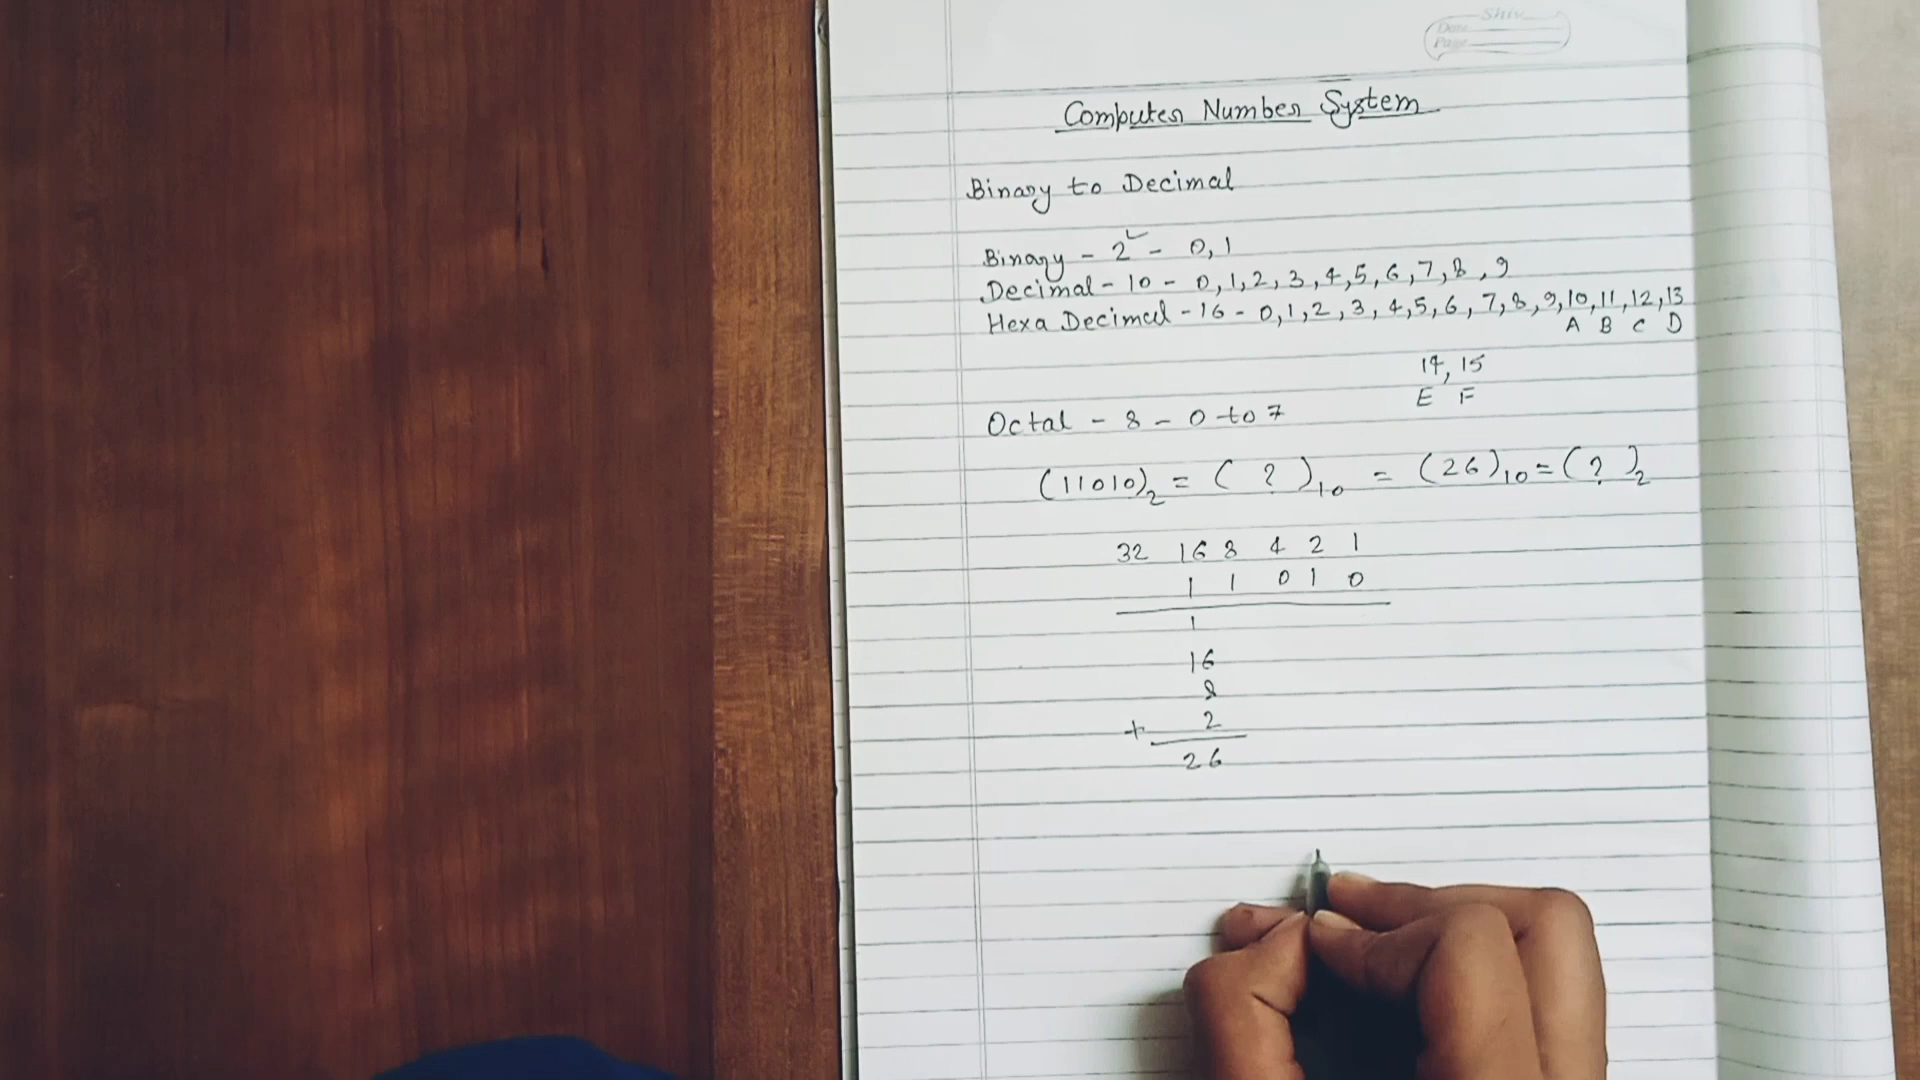 Shiv
Date
Page
Computer Number System
Binary to Decimal
Binary - 2 - 0, 1
Decimal - 10 - 0, 1, 2, 3, 4, 5, 6, 7, 8, 9
Hexa Decimal - 16 - 0, 1, 2, 3, 4, 5, 6, 7, 8, 9, 10, 11, 12, 13
A B C D
14, 15
E F
Octal - 8 - 0 to 7
(11010)₂ = ( ? )₁₀ = (26)₁₀ = ( ? )₂
32 16 8 4 2 1
1 1 0 1 0
1
16
8
+ 2
26